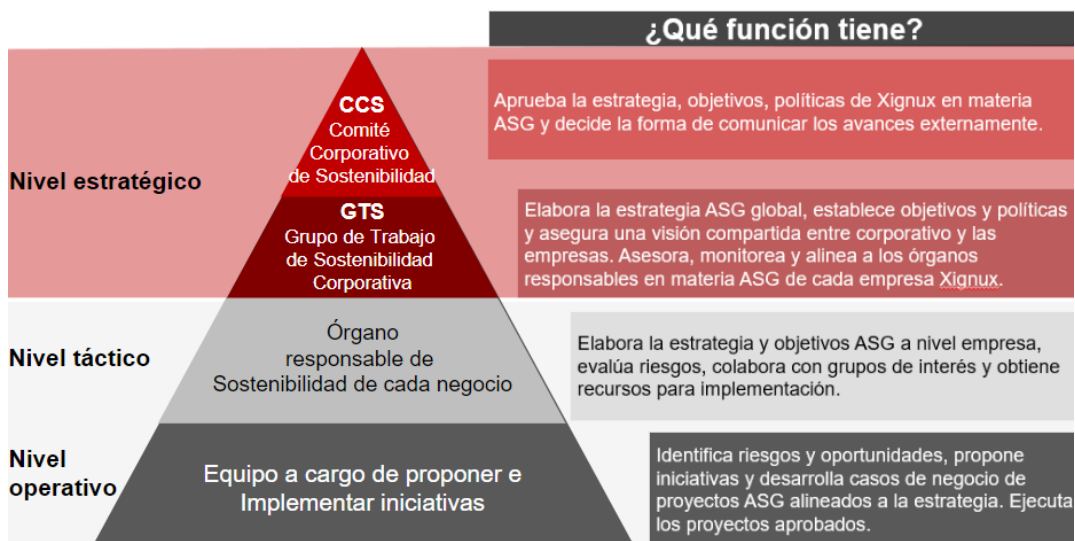 ¿Qué función tiene?
Nivel estratégico
CCS
Comité
Corporativo
de Sostenibilidad
Aprueba la estrategia, objetivos, políticas de Xignux en materia
ASG y decide la forma de comunicar los avances externamente.
GTS
Grupo de Trabajo
de Sostenibilidad
Corporativa
Elabora la estrategia ASG global, establece objetivos y políticas
y asegura una visión compartida entre corporativo y las
empresas. Asesora, monitorea y alinea a los órganos
responsables en materia ASG de cada empresa Xignux.
Nivel táctico
Órgano
responsable de
Sostenibilidad de cada negocio
Elabora la estrategia y objetivos ASG a nivel empresa,
evalúa riesgos, colabora con grupos de interés y obtiene
recursos para implementación.
Nivel
operativo
Equipo a cargo de proponer e
Implementar iniciativas
Identifica riesgos y oportunidades, propone
iniciativas y desarrolla casos de negocio de
proyectos ASG alineados a la estrategia. Ejecuta
los proyectos aprobados.